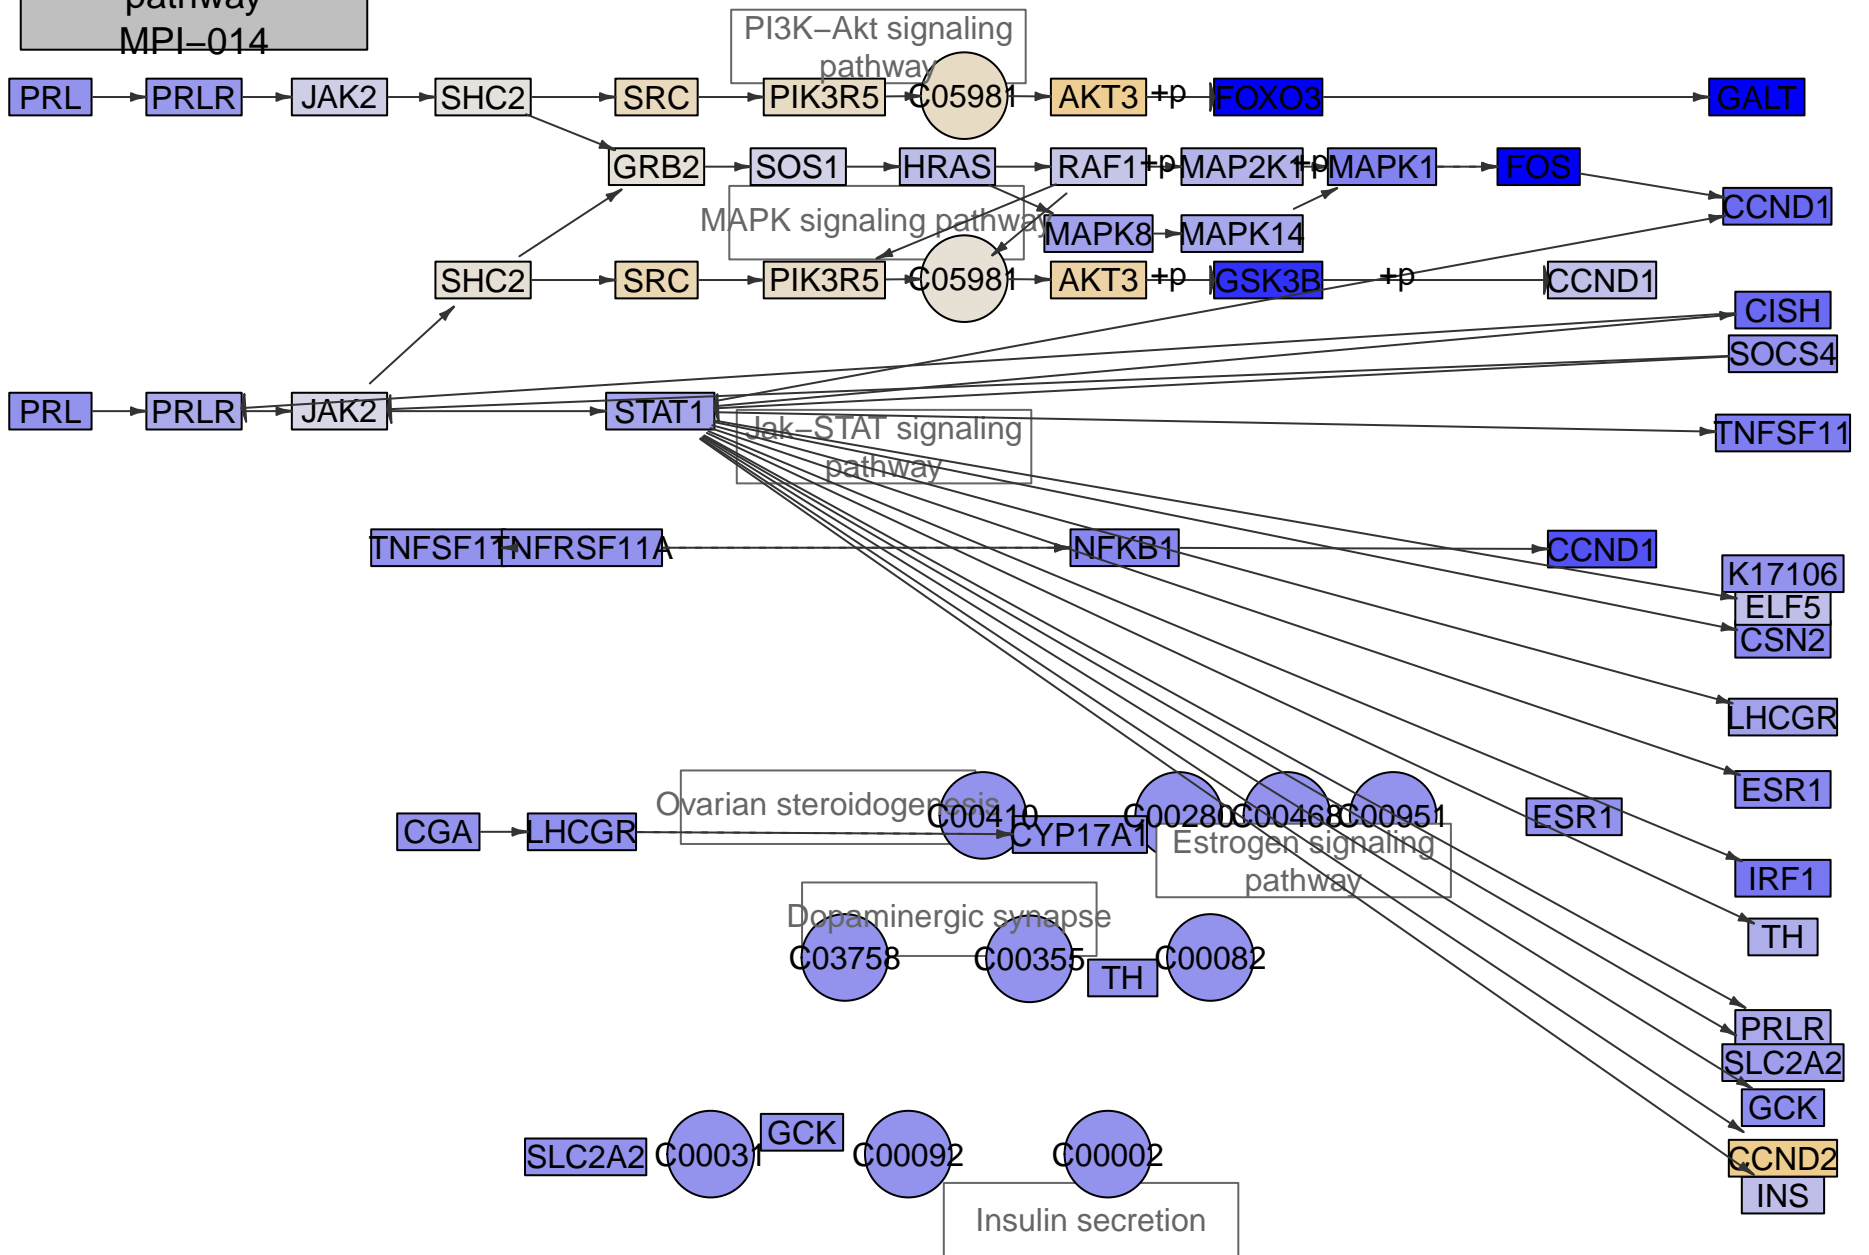 pathway
MPI−014
PI3K−Akt signaling
pathway
PRL
PRLR
JAK2
SHC2
SRC
PIK3R5
C05981
AKT3
+p
FOXO3
GALT
GRB2
SOS1
HRAS
RAF1
+p
MAP2K1
+p
MAPK1
FOS
CCND1
MAPK signaling pathway
MAPK8
MAPK14
SHC2
SRC
PIK3R5
C05981
AKT3
+p
GSK3B
+p
CCND1
CISH
SOCS4
PRL
PRLR
JAK2
STAT1
Jak−STAT signaling
pathway
TNFSF11
TNFSF11
TNFRSF11A
NFKB1
CCND1
K17106
ELF5
CSN2
LHCGR
ESR1
Ovarian steroidogenesis
C00410
C00280
C00468
C00951
ESR1
CGA
LHCGR
CYP17A1
Estrogen signaling
pathway
IRF1
Dopaminergic synapse
TH
C03758
C00355
TH
C00082
PRLR
SLC2A2
GCK
SLC2A2
C00031
GCK
C00092
C00002
CCND2
INS
Insulin secretion